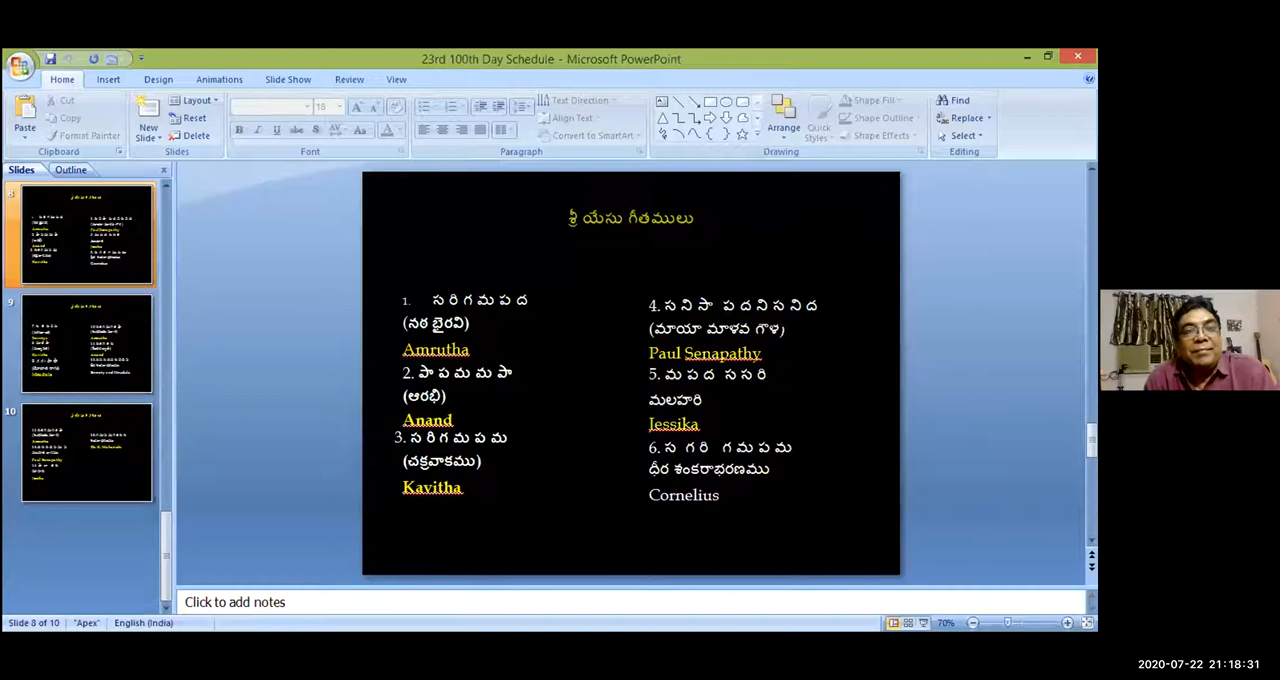 23rd 100th Day Schedule - Microsoft PowerPoint
Home Insert Design Animations Slide Show Review View
Paste
Cut
Copy
Format Painter
Clipboard
New Slide
Layout
Reset
Delete
Slides
18
Font
Text Direction
Align Text
Convert to SmartArt
Paragraph
Arrange
Quick Styles
Shape Fill
Shape Outline
Shape Effects
Drawing
Find
Replace
Select
Editing
Slides Outline
8
9
10
శ్రీ యేసు గీతములు
1. స రి గ మ ప ద
(నఠ భైరవి)
Amrutha
2. పా ప మ మ పా
(ఆరభి)
Anand
3. స రి గ మ ప మ
(చక్రవాకము)
Kavitha
4. స ని సా ప ద ని స ని ద
(మాయా మాళవ గౌళ)
Paul Senapathy
5. మ ప ద స స రి
మలహరి
Jessika
6. స గ రి గ మ ప మ
ధీర శంకరాభరణము
Cornelius
Click to add notes
Slide 8 of 10 "Apex" English (India) 70%
2020-07-22 21:18:31